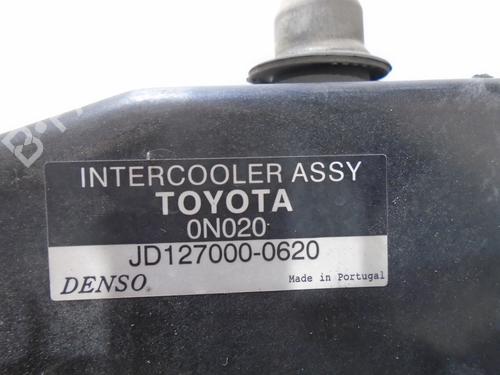 INTERCOOLER ASSY
TOYOTA
0N020
JD127000-0620
DENSO
Made in Portugal